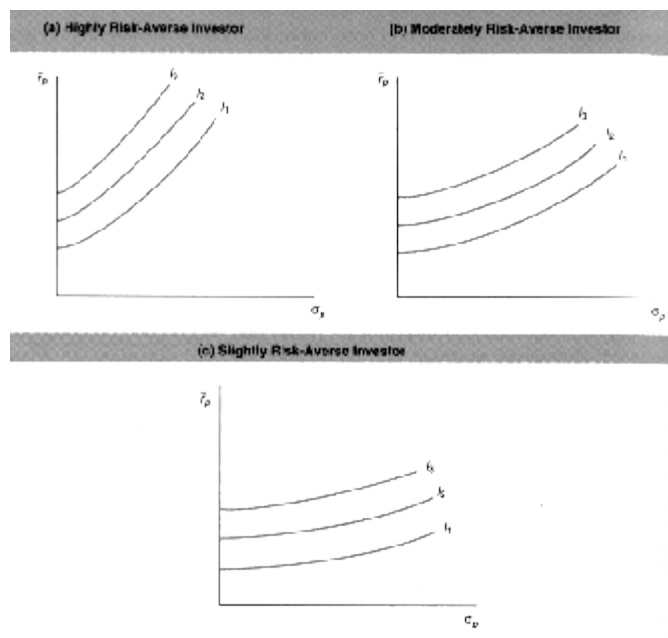 (a) Highly Risk-Averse Investor
(b) Moderately Risk-Averse Investor
r̄p
I2
I1
σp
r̄p
I3
I2
I1
σp
(c) Slightly Risk-Averse Investor
r̄p
I3
I2
I1
σp